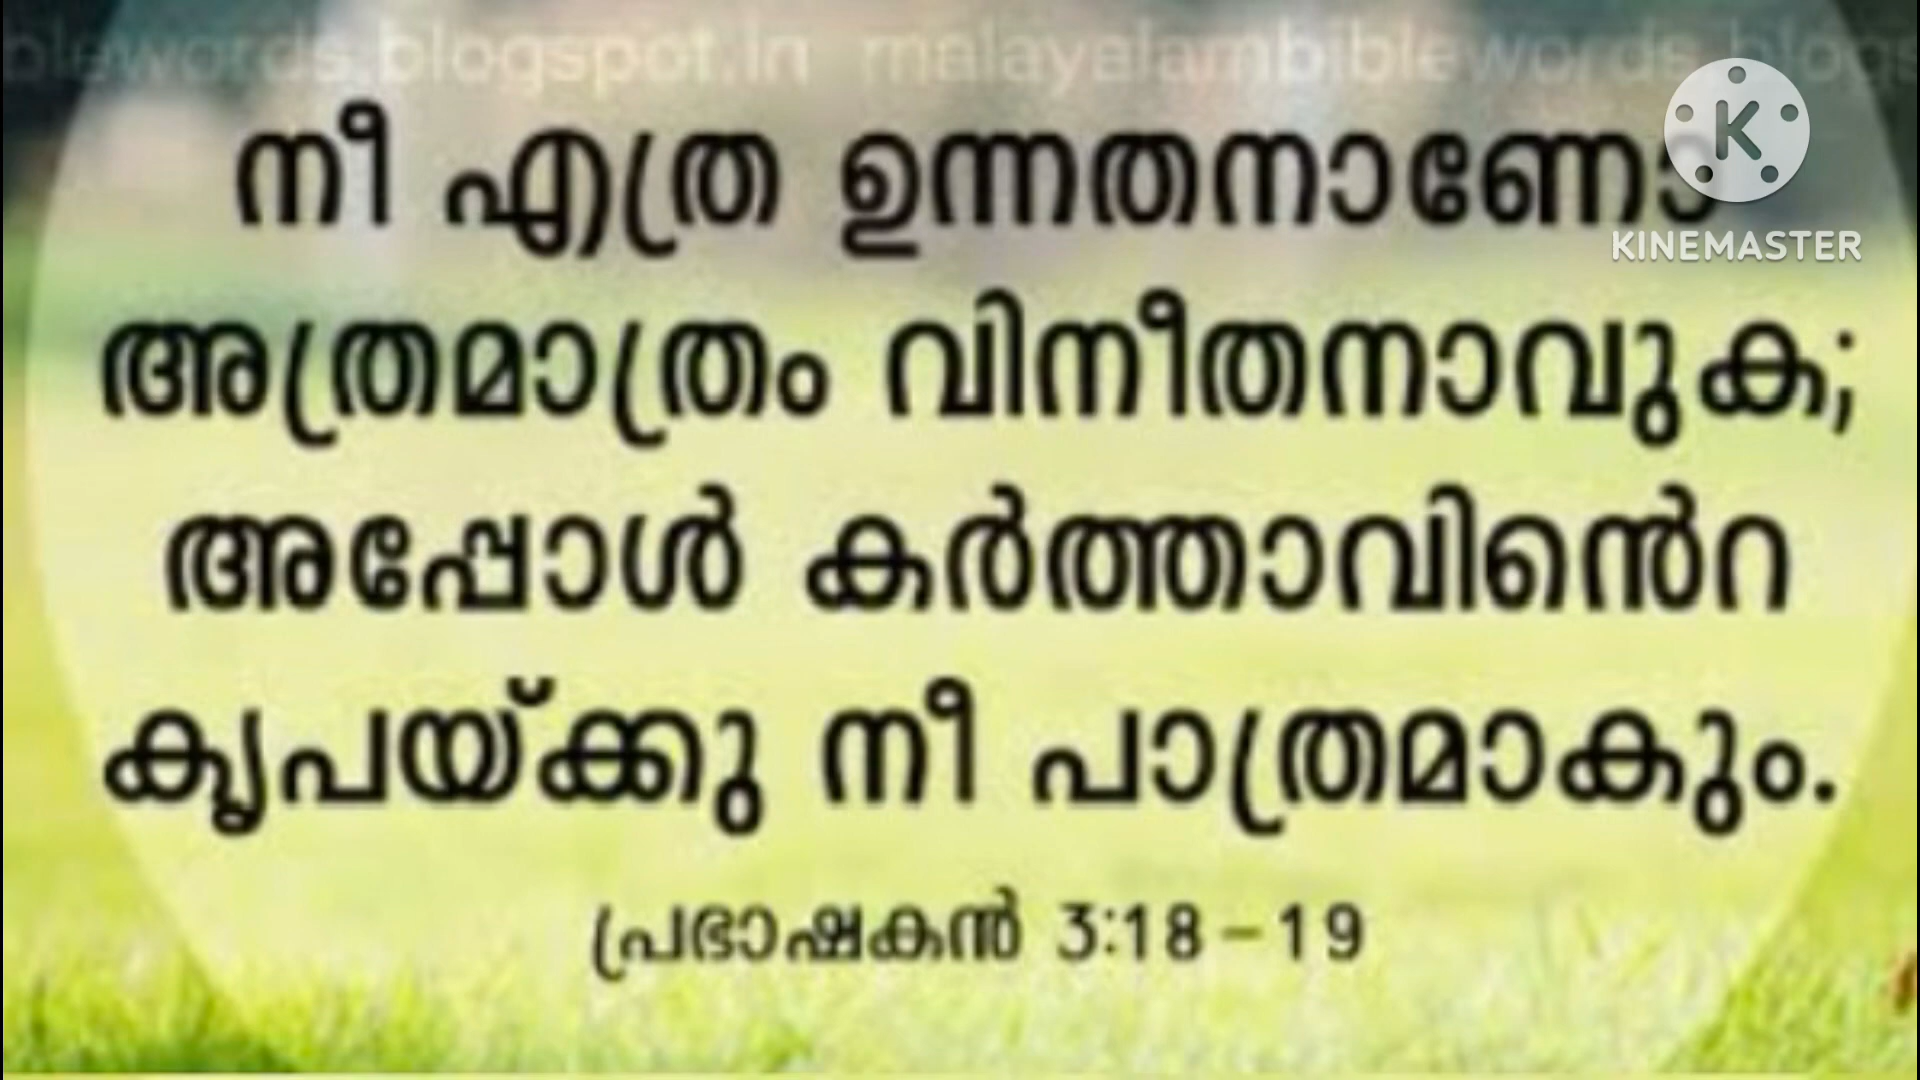 blewords.blogspot.in malayalambiblewords.blogs
നീ എത്ര ഉന്നതനാണോ
KINEMASTER
അത്രമാത്രം വിനീതനാവുക;
അപ്പോൾ കർത്താവിൻെറ
കൃപയ്ക്കു നീ പാത്രമാകും.
പ്രഭാഷകൻ 3:18-19